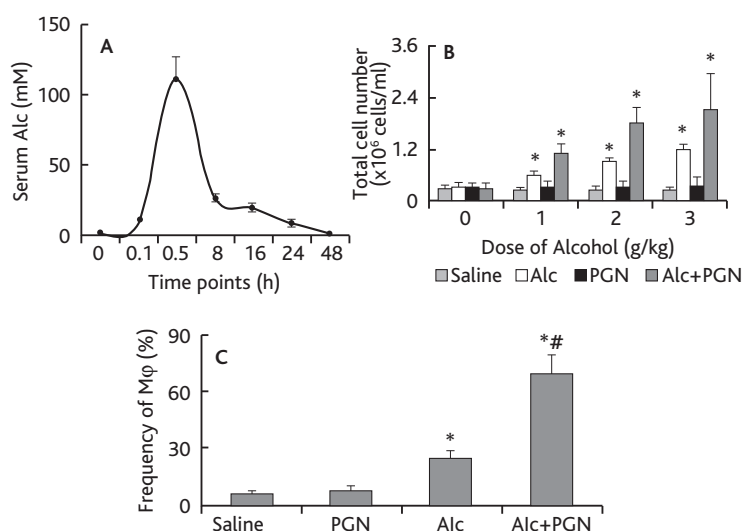 A
Serum Alc (mM)
150
100
50
0
0 0.1 0.5 8 16 24 48
Time points (h)
B
Total cell number
(x10⁶ cells/ml)
3.6
2.4
1.2
0
* * * * * *
0 1 2 3
Dose of Alcohol (g/kg)
Saline Alc PGN Alc+PGN
C
Frequency of Mφ (%)
90
60
30
0
*
*#
Saline PGN Alc Alc+PGN